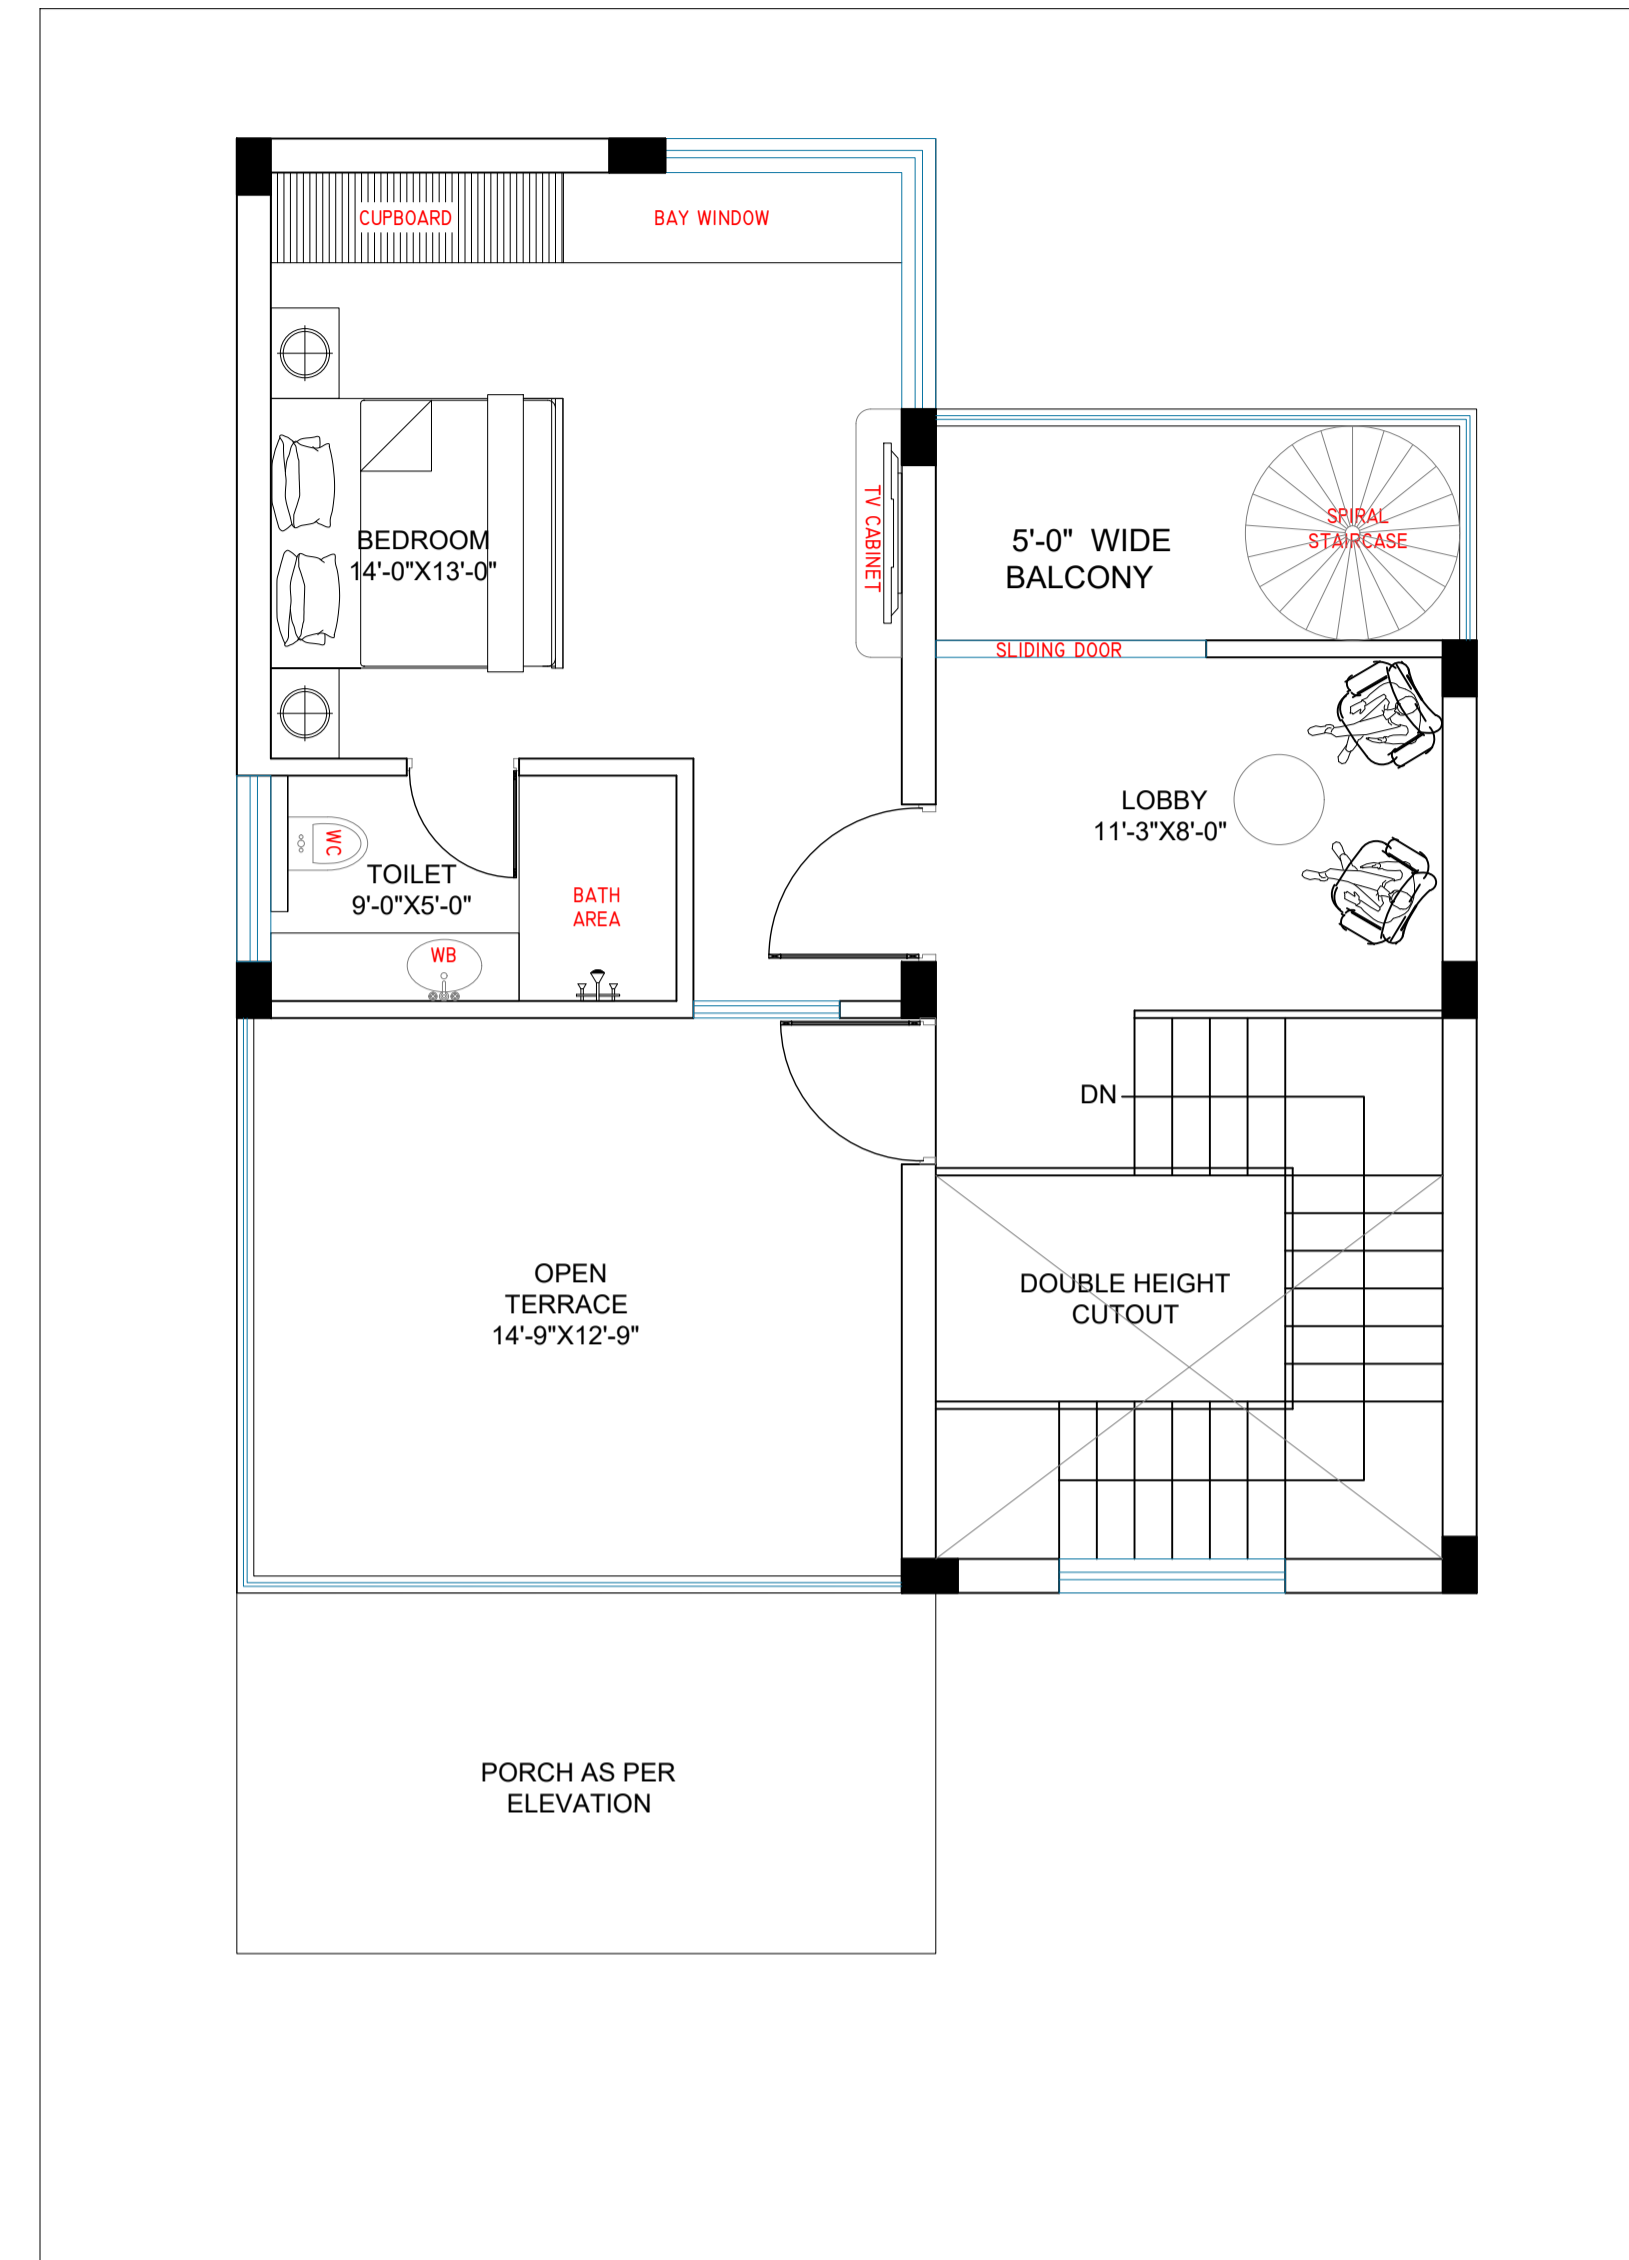 CUPBOARD
BAY WINDOW
TV CABINET
BEDROOM
14'-0"X13'-0"
5'-0" WIDE
BALCONY
SPIRAL
STAIRCASE
SLIDING DOOR
LOBBY
11'-3"X8'-0"
WC
TOILET
9'-0"X5'-0"
BATH
AREA
WB
DN
OPEN
TERRACE
14'-9"X12'-9"
DOUBLE HEIGHT
CUTOUT
PORCH AS PER
ELEVATION